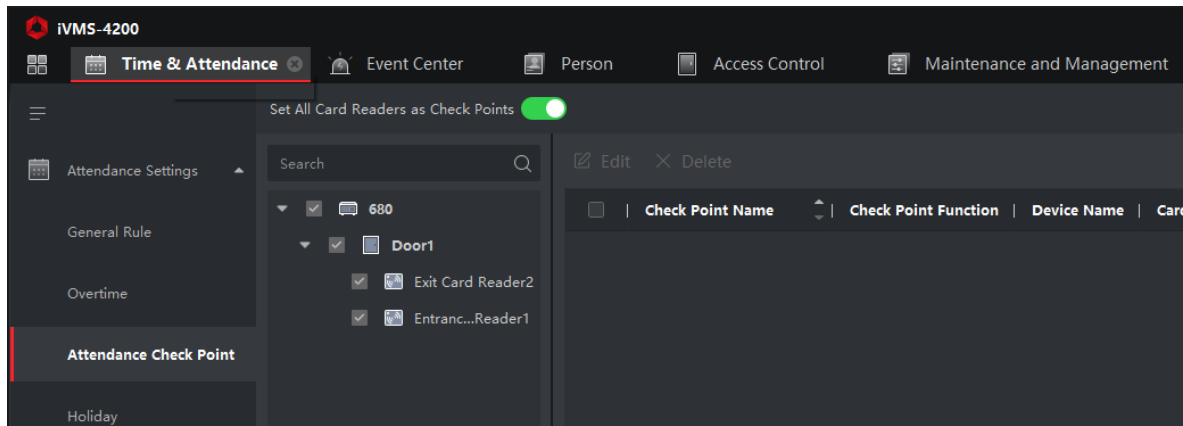 iVMS-4200
Time & Attendance Event Center Person Access Control Maintenance and Management
Set All Card Readers as Check Points
Attendance Settings
General Rule
Overtime
Attendance Check Point
Holiday
Search
680
Door1
Exit Card Reader2
Entranc...Reader1
Edit Delete
Check Point Name | Check Point Function | Device Name |